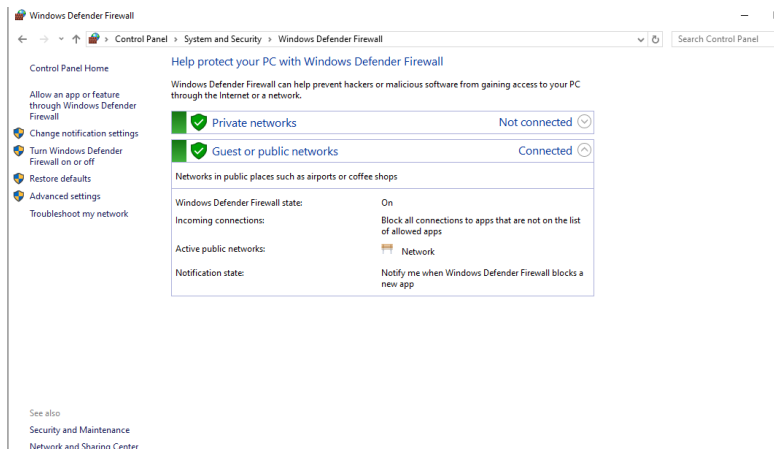 Windows Defender Firewall
Control Panel > System and Security > Windows Defender Firewall
Search Control Panel
Control Panel Home
Allow an app or feature
through Windows Defender
Firewall
Change notification settings
Turn Windows Defender
Firewall on or off
Restore defaults
Advanced settings
Troubleshoot my network
Help protect your PC with Windows Defender Firewall
Windows Defender Firewall can help prevent hackers or malicious software from gaining access to your PC
through the Internet or a network.
Private networks Not connected
Guest or public networks Connected
Networks in public places such as airports or coffee shops
Windows Defender Firewall state: On
Incoming connections: Block all connections to apps that are not on the list
of allowed apps
Active public networks: Network
Notification state: Notify me when Windows Defender Firewall blocks a
new app
See also
Security and Maintenance
Network and Sharing Center